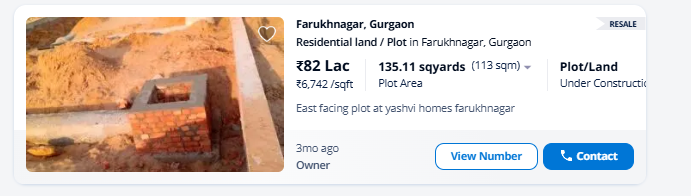 Farukhnagar, Gurgaon
RESALE
Residential land / Plot in Farukhnagar, Gurgaon
₹82 Lac
135.11 sqyards (113 sqm)
Plot/Land
₹6,742 /sqft
Plot Area
Under Constructi
East facing plot at yashvi homes farukhnagar
3mo ago
Owner
View Number
Contact